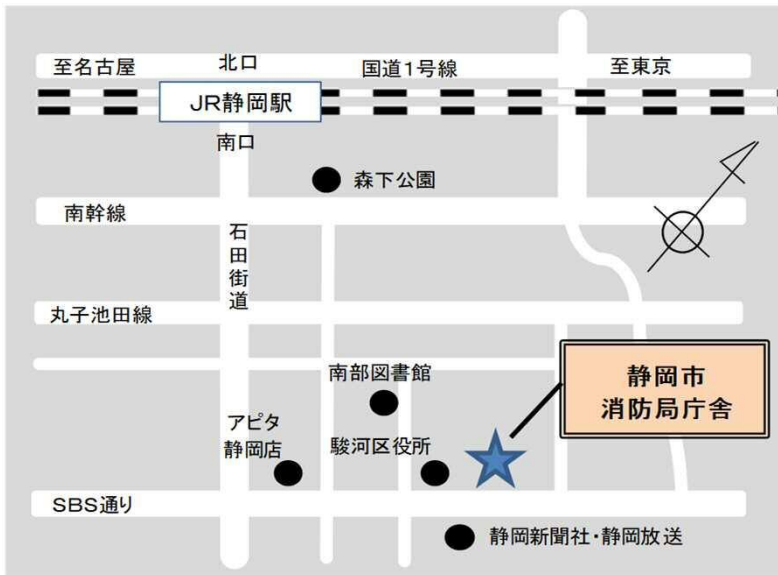 至名古屋
北口
国道1号線
至東京
JR静岡駅
南口
森下公園
南幹線
石田街道
丸子池田線
静岡市
消防局庁舎
南部図書館
アピタ
静岡店
駿河区役所
SBS通り
静岡新聞社・静岡放送